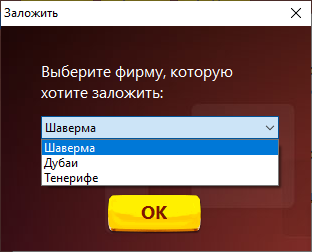 Заложить
Выберите фирму, которую
хотите заложить:
Шаверма
Шаверма
Дубаи
Тенерифе
OK